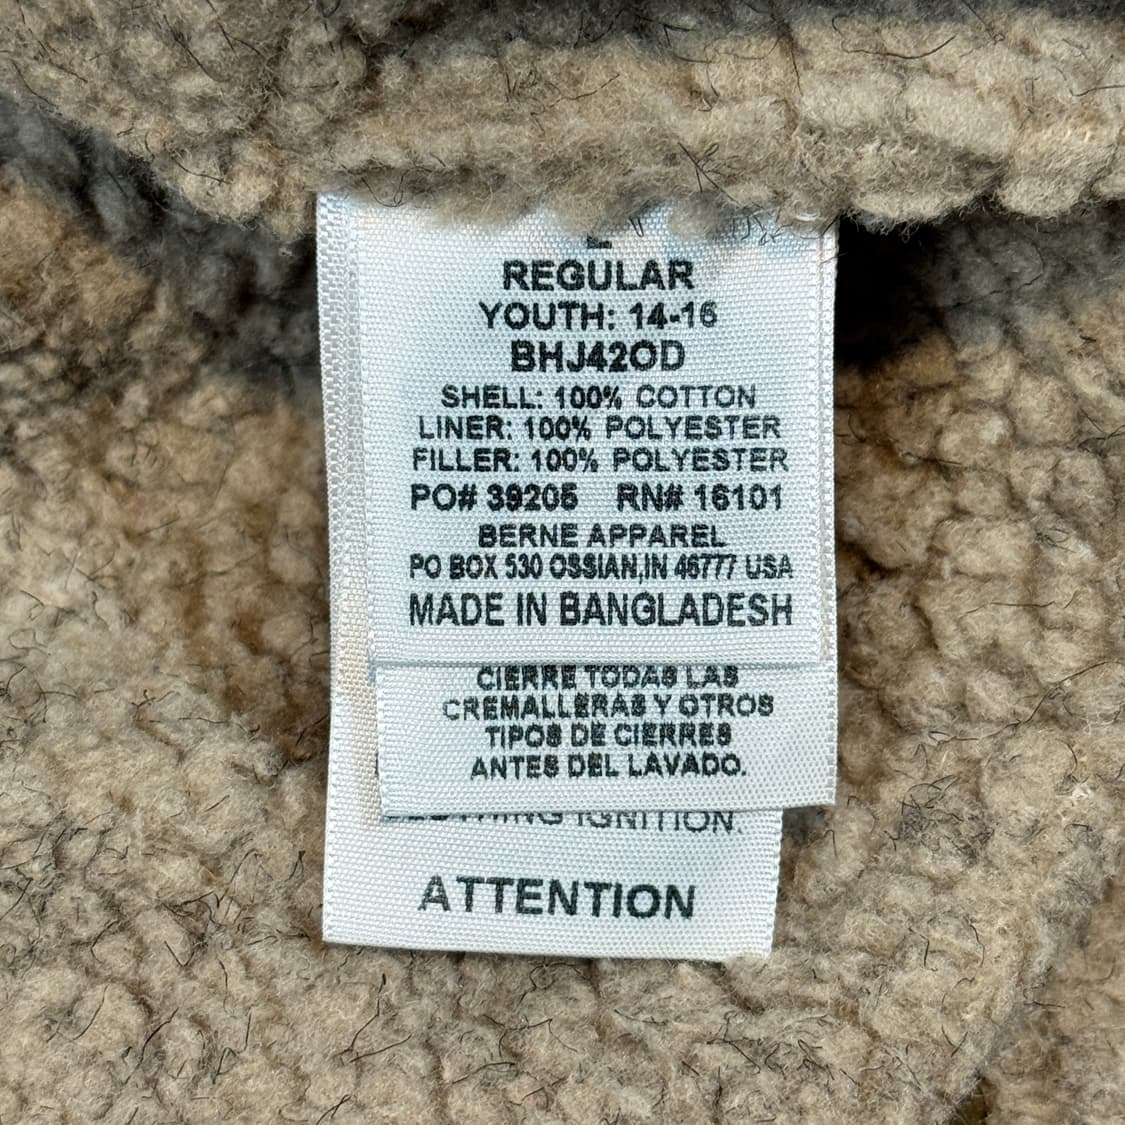 REGULAR
YOUTH: 14-16
BHJ42OD
SHELL: 100% COTTON
LINER: 100% POLYESTER
FILLER: 100% POLYESTER
PO# 39205 RN# 16101
BERNE APPAREL
PO BOX 530 OSSIAN,IN 46777 USA
MADE IN BANGLADESH
CIERRE TODAS LAS
CREMALLERAS Y OTROS
TIPOS DE CIERRES
ANTES DEL LAVADO.
CLOTHING IGNITION.
ATTENTION